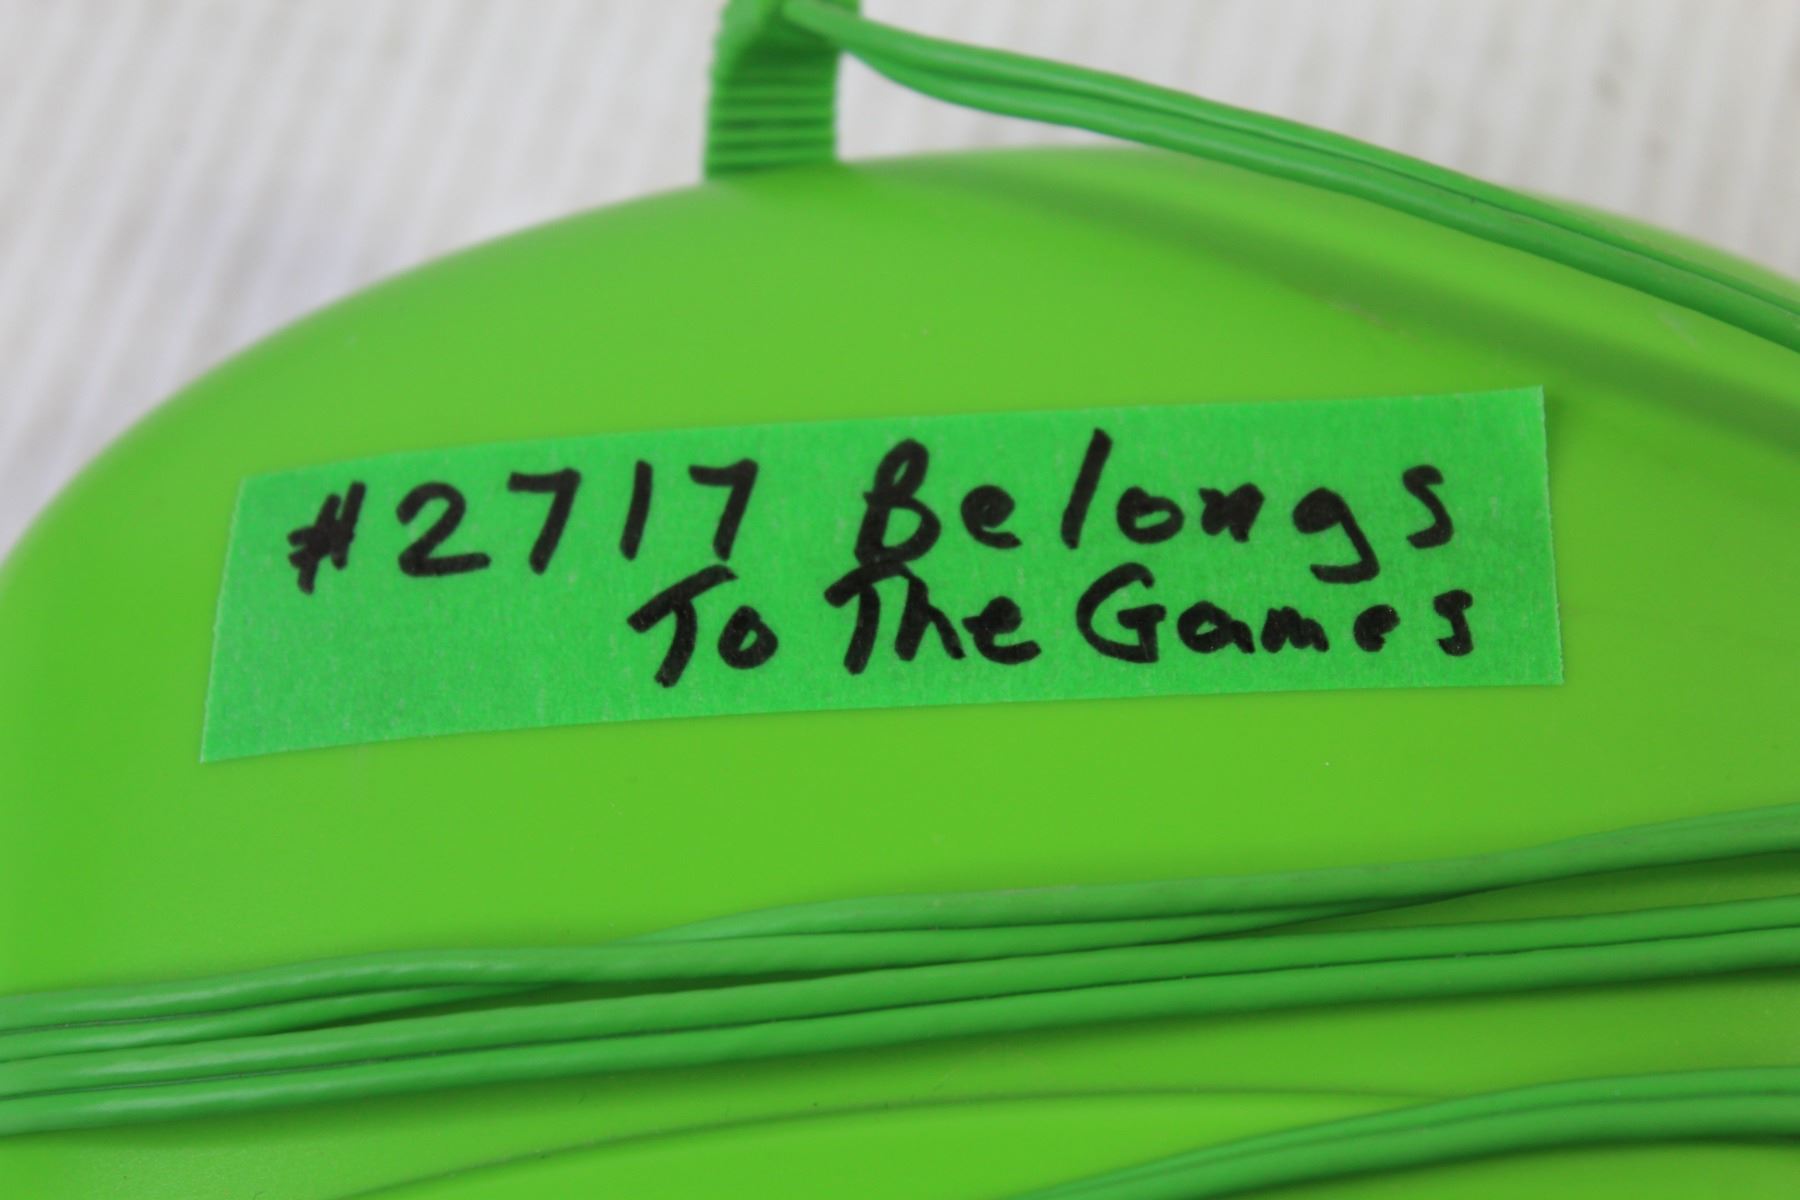 #2717 Belongs
To The Games